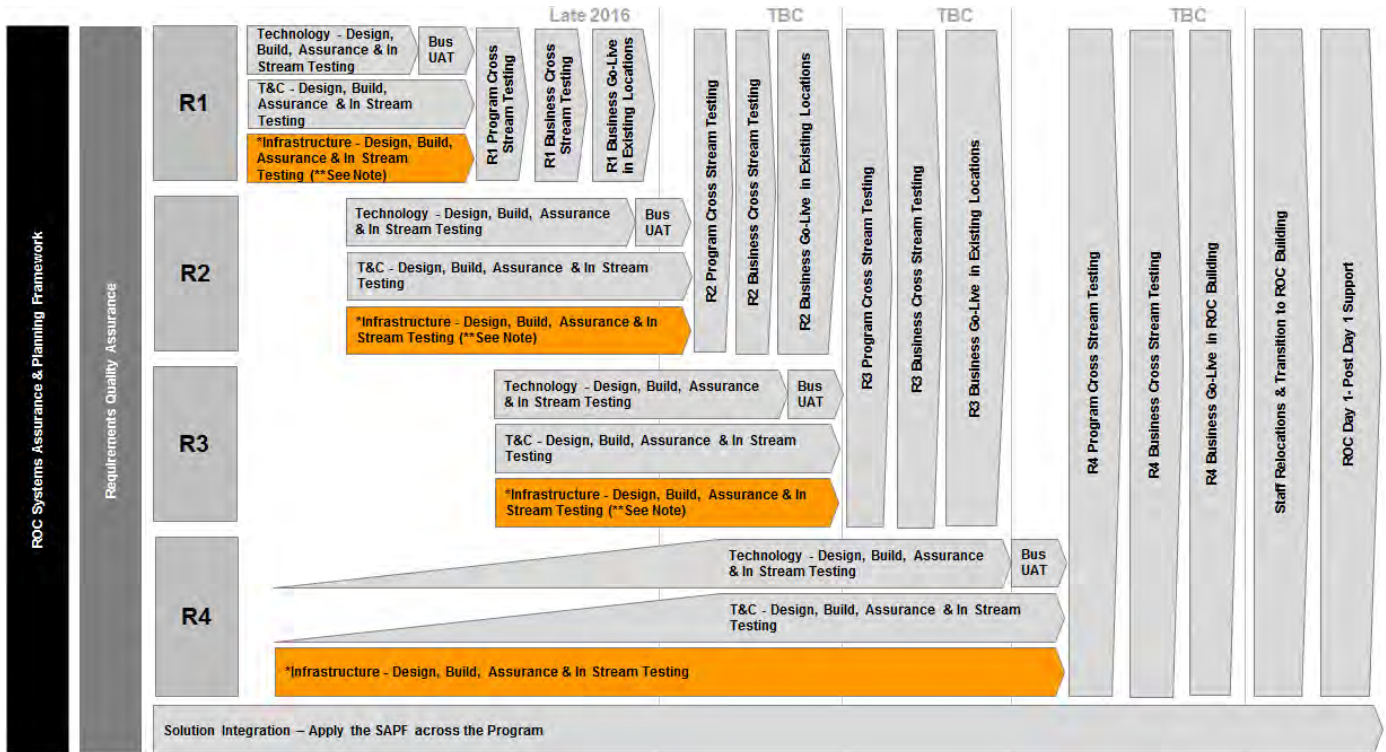 Late 2016
TBC
TBC
TBC
ROC Systems Assurance & Planning Framework
Requirements Quality Assurance
R1
Technology - Design,
Build, Assurance & In
Stream Testing
Bus
UAT
T&C - Design, Build,
Assurance & In Stream
Testing
*Infrastructure - Design, Build,
Assurance & In Stream
Testing (**See Note)
R1 Program Cross
Stream Testing
R1 Business Cross
Stream Testing
R1 Business Go-Live
in Existing Locations
R2
Technology - Design, Build, Assurance
& In Stream Testing
Bus
UAT
T&C - Design, Build, Assurance & In Stream
Testing
*Infrastructure - Design, Build, Assurance & In
Stream Testing (**See Note)
R2 Program Cross Stream Testing
R2 Business Cross Stream Testing
R2 Business Go-Live in Existing Locations
R3
Technology - Design, Build, Assurance
& In Stream Testing
Bus
UAT
T&C - Design, Build, Assurance & In Stream
Testing
*Infrastructure - Design, Build, Assurance & In
Stream Testing (**See Note)
R3 Program Cross Stream Testing
R3 Business Cross Stream Testing
R3 Business Go-Live in Existing Locations
R4
Technology - Design, Build, Assurance
& In Stream Testing
Bus
UAT
T&C - Design, Build, Assurance & In Stream
Testing
*Infrastructure - Design, Build, Assurance & In Stream Testing
R4 Program Cross Stream Testing
R4 Business Cross Stream Testing
R4 Business Go-Live in ROC Building
Staff Relocations & Transition to ROC Building
ROC Day 1- Post Day 1 Support
Solution Integration – Apply the SAPF across the Program